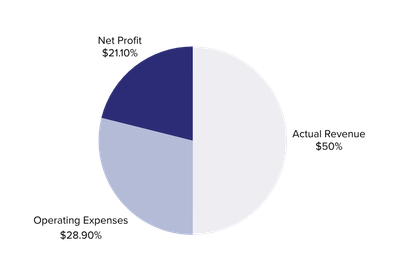 Net Profit
$21.10%
Actual Revenue
$50%
Operating Expenses
$28.90%